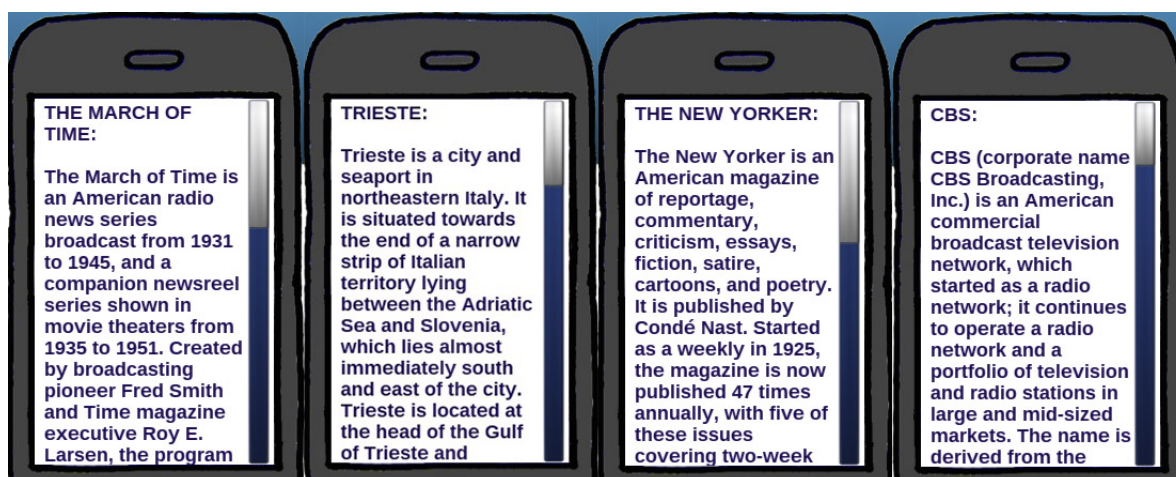 THE MARCH OF
TIME:
The March of Time is
an American radio
news series
broadcast from 1931
to 1945, and a
companion newsreel
series shown in
movie theaters from
1935 to 1951. Created
by broadcasting
pioneer Fred Smith
and Time magazine
executive Roy E.
Larsen, the program
TRIESTE:
Trieste is a city and
seaport in
northeastern Italy. It
is situated towards
the end of a narrow
strip of Italian
territory lying
between the Adriatic
Sea and Slovenia,
which lies almost
immediately south
and east of the city.
Trieste is located at
the head of the Gulf
of Trieste and
THE NEW YORKER:
The New Yorker is an
American magazine
of reportage,
commentary,
criticism, essays,
fiction, satire,
cartoons, and poetry.
It is published by
Condé Nast. Started
as a weekly in 1925,
the magazine is now
published 47 times
annually, with five of
these issues
covering two-week
CBS:
CBS (corporate name
CBS Broadcasting,
Inc.) is an American
commercial
broadcast television
network, which
started as a radio
network; it continues
to operate a radio
network and a
portfolio of television
and radio stations in
large and mid-sized
markets. The name is
derived from the